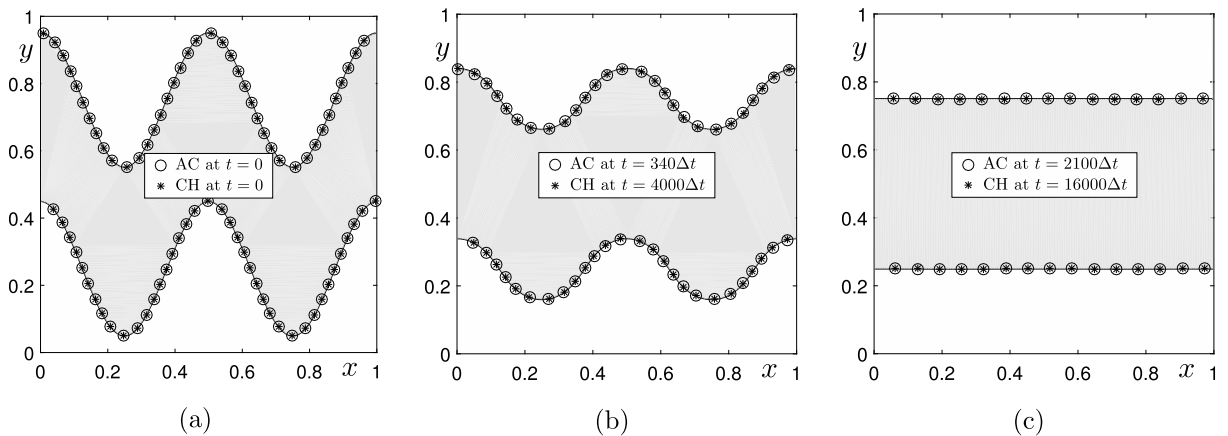 1
0.8
0.6
0.4
0.2
0
y
0 0.2 0.4 0.6 0.8 1
x
AC at t = 0
CH at t = 0
(a)
1
0.8
0.6
0.4
0.2
0
y
0 0.2 0.4 0.6 0.8 1
x
AC at t = 340Δt
CH at t = 4000Δt
(b)
1
0.8
0.6
0.4
0.2
0
y
0 0.2 0.4 0.6 0.8 1
x
AC at t = 2100Δt
CH at t = 16000Δt
(c)